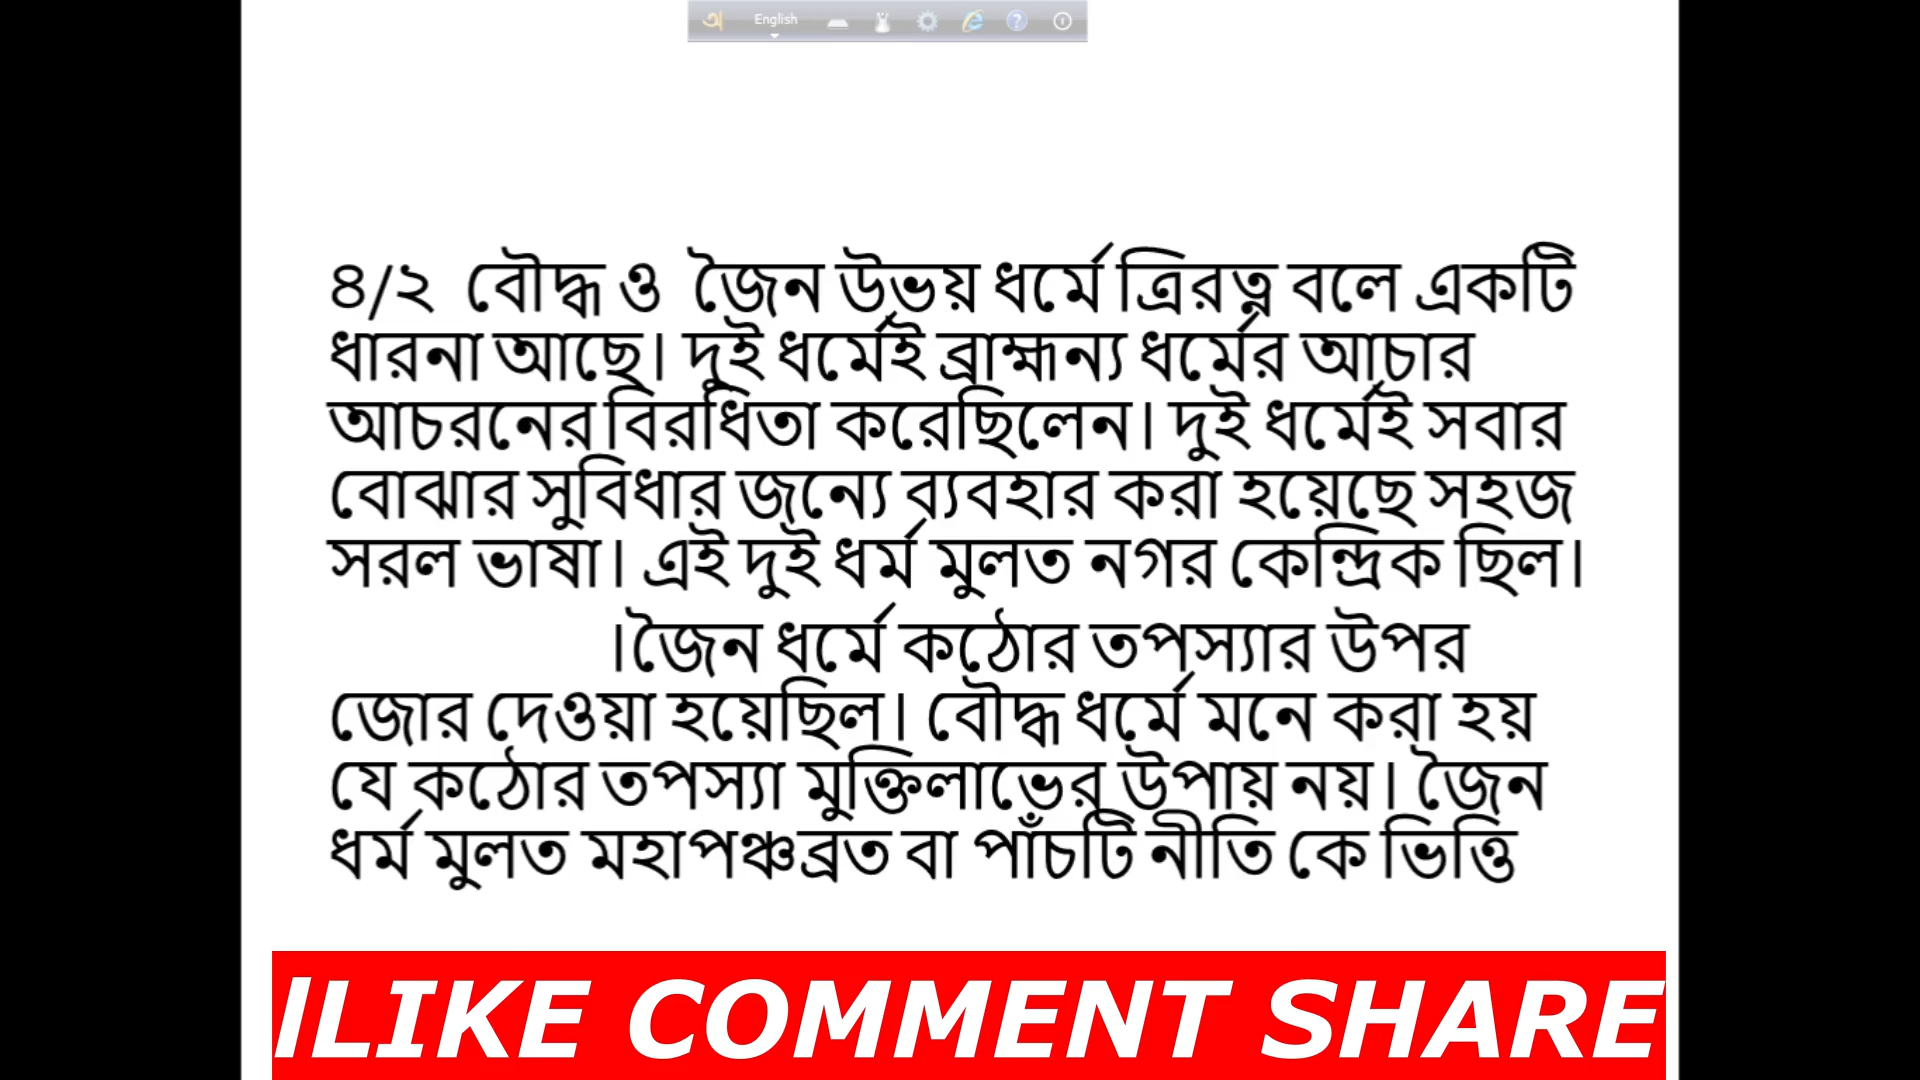 English
৪/২ বৌদ্ধ ও জৈন উভয় ধর্মে ত্রিরত্ন বলে একটি
ধারনা আছে। দুই ধর্মেই ব্রাহ্মন্য ধর্মের আচার
আচরনের বিরধিতা করেছিলেন। দুই ধর্মেই সবার
বোঝার সুবিধার জন্যে ব্যবহার করা হয়েছে সহজ
সরল ভাষা। এই দুই ধর্ম মুলত নগর কেন্দ্রিক ছিল।
।জৈন ধর্মে কঠোর তপস্যার উপর
জোর দেওয়া হয়েছিল। বৌদ্ধ ধর্মে মনে করা হয়
যে কঠোর তপস্যা মুক্তিলাভের উপায় নয়। জৈন
ধর্ম মুলত মহাপঞ্চব্রত বা পাঁচটি নীতি কে ভিত্তি
lLIKE COMMENT SHARE